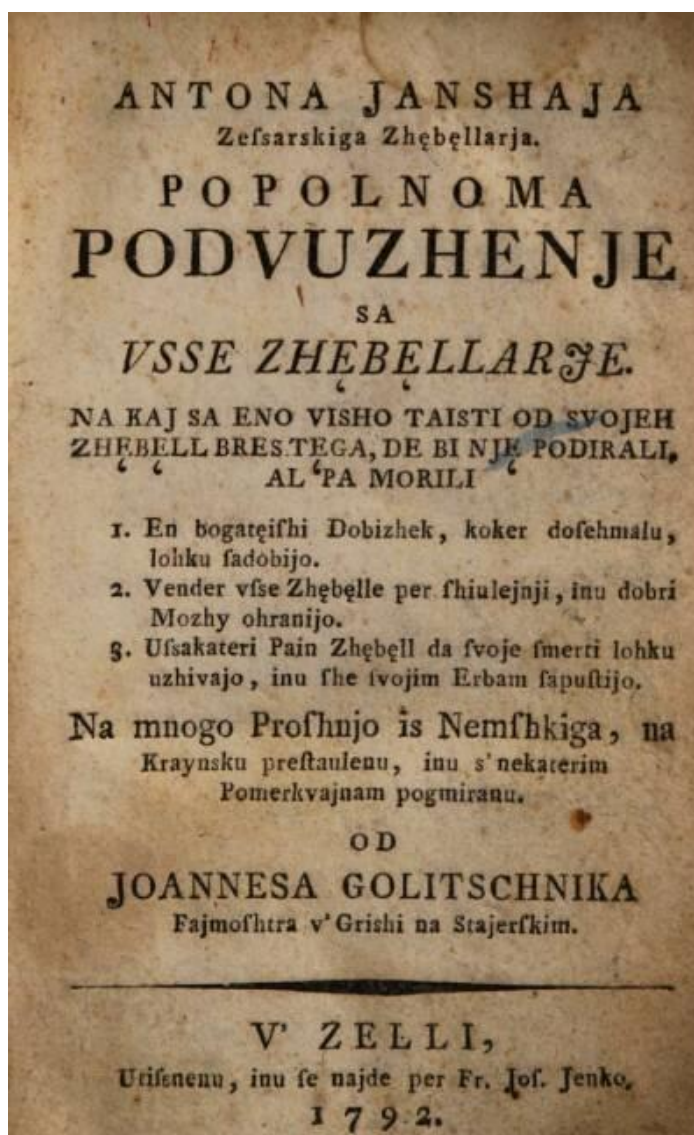 ANTONA JANSHAJA
Zeſsarskiga Zhębęllarja.
POPOLNOMA
PODVUZHENJE
SA
VSSE ZHĘBĘLLARJE.
NA KAJ SA ENO VISHO TAISTI OD SVOJEH
ZHĘBĘLL BRES TĘGA, DE BI NJĘ PODIRALI,
AL PA MORILI
1. En bogatęiſhi Dobizhek, koker doſehmalu,
lohku ſadobijo.
2. Vender vſse Zhębęlle per ſhiulejnji, inu dobri
Mozhy ohranijo.
3. Uſsakateri Pain Zhębęll da ſvoje ſmerti lohku
uzhivajo, inu ſhe ſvojim Erbam ſapuſtijo.
Na mnogo Proſhnjo is Nemſhkiga, na
Kraynsku preſtaulenu, inu s' nekaterim
Pomerkvajnam pogmiranu.
OD
JOANNESA GOLITSCHNIKA
Fajmoſhtra v' Grishi na Stajerſkim.
V' ZELLI,
Utiſnenu, inu ſe najde per Fr. Joſ. Jenko.
1792.